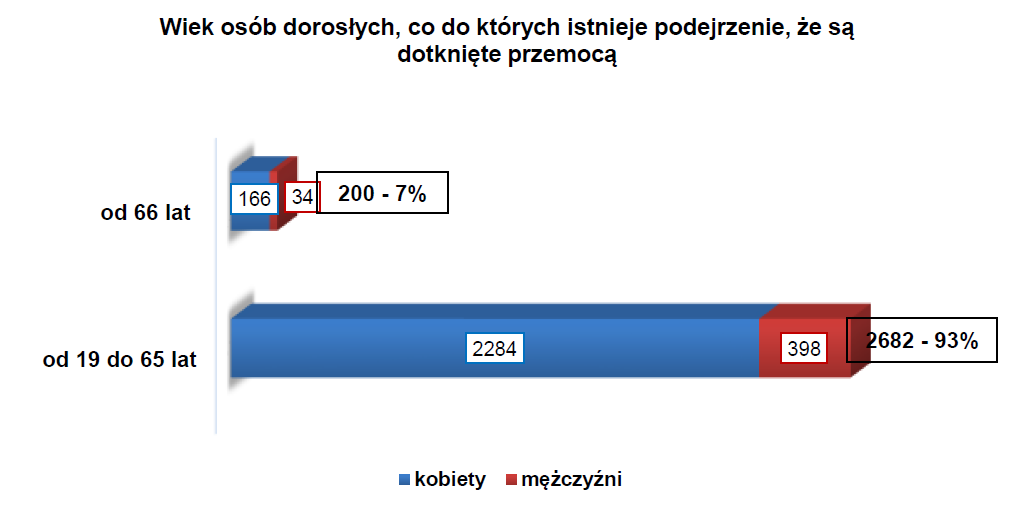 Wiek osób dorosłych, co do których istnieje podejrzenie, że są
dotknięte przemocą
od 66 lat
166
34
200 - 7%
od 19 do 65 lat
2284
398
2682 - 93%
kobiety
mężczyźni